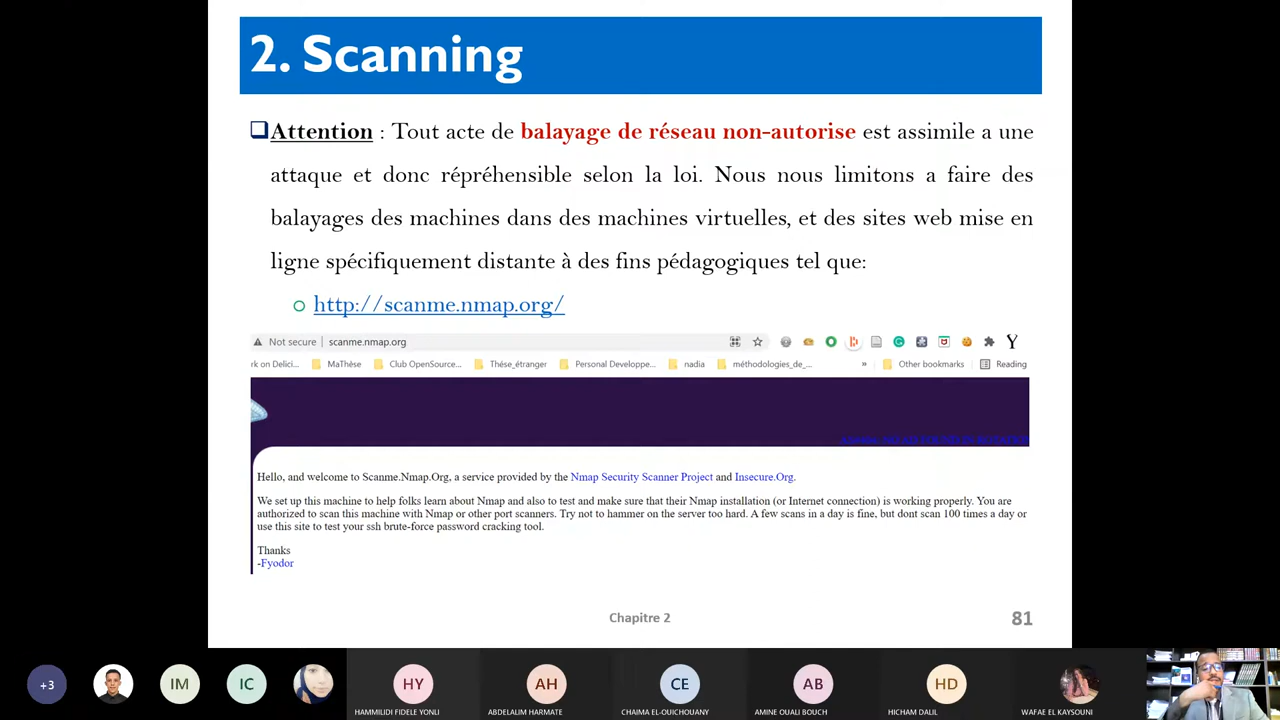 2. Scanning
Attention : Tout acte de balayage de réseau non-autorise est assimile a une
attaque et donc répréhensible selon la loi. Nous nous limitons a faire des
balayages des machines dans des machines virtuelles, et des sites web mise en
ligne spécifiquement distante à des fins pédagogiques tel que:
http://scanme.nmap.org/
Not secure | scanme.nmap.org
rk on Delici... MaThèse Club OpenSource... Thése_étranger Personal Developpe... nadia méthodologies_de_... » Other bookmarks Reading
Hello, and welcome to Scanme.Nmap.Org, a service provided by the Nmap Security Scanner Project and Insecure.Org.
We set up this machine to help folks learn about Nmap and also to test and make sure that their Nmap installation (or Internet connection) is working properly. You are
authorized to scan this machine with Nmap or other port scanners. Try not to hammer on the server too hard. A few scans in a day is fine, but dont scan 100 times a day or
use this site to test your ssh brute-force password cracking tool.
Thanks
-Fyodor
Chapitre 2
81
+3 IM IC HY AH CE AB HD
HAMMILIDI FIDELE YONLI ABDELALIM HARMATE CHAIMA EL-OUICHOUANY AMINE OUALI BOUCH HICHAM DALIL WAFAE EL KAYSOUNI